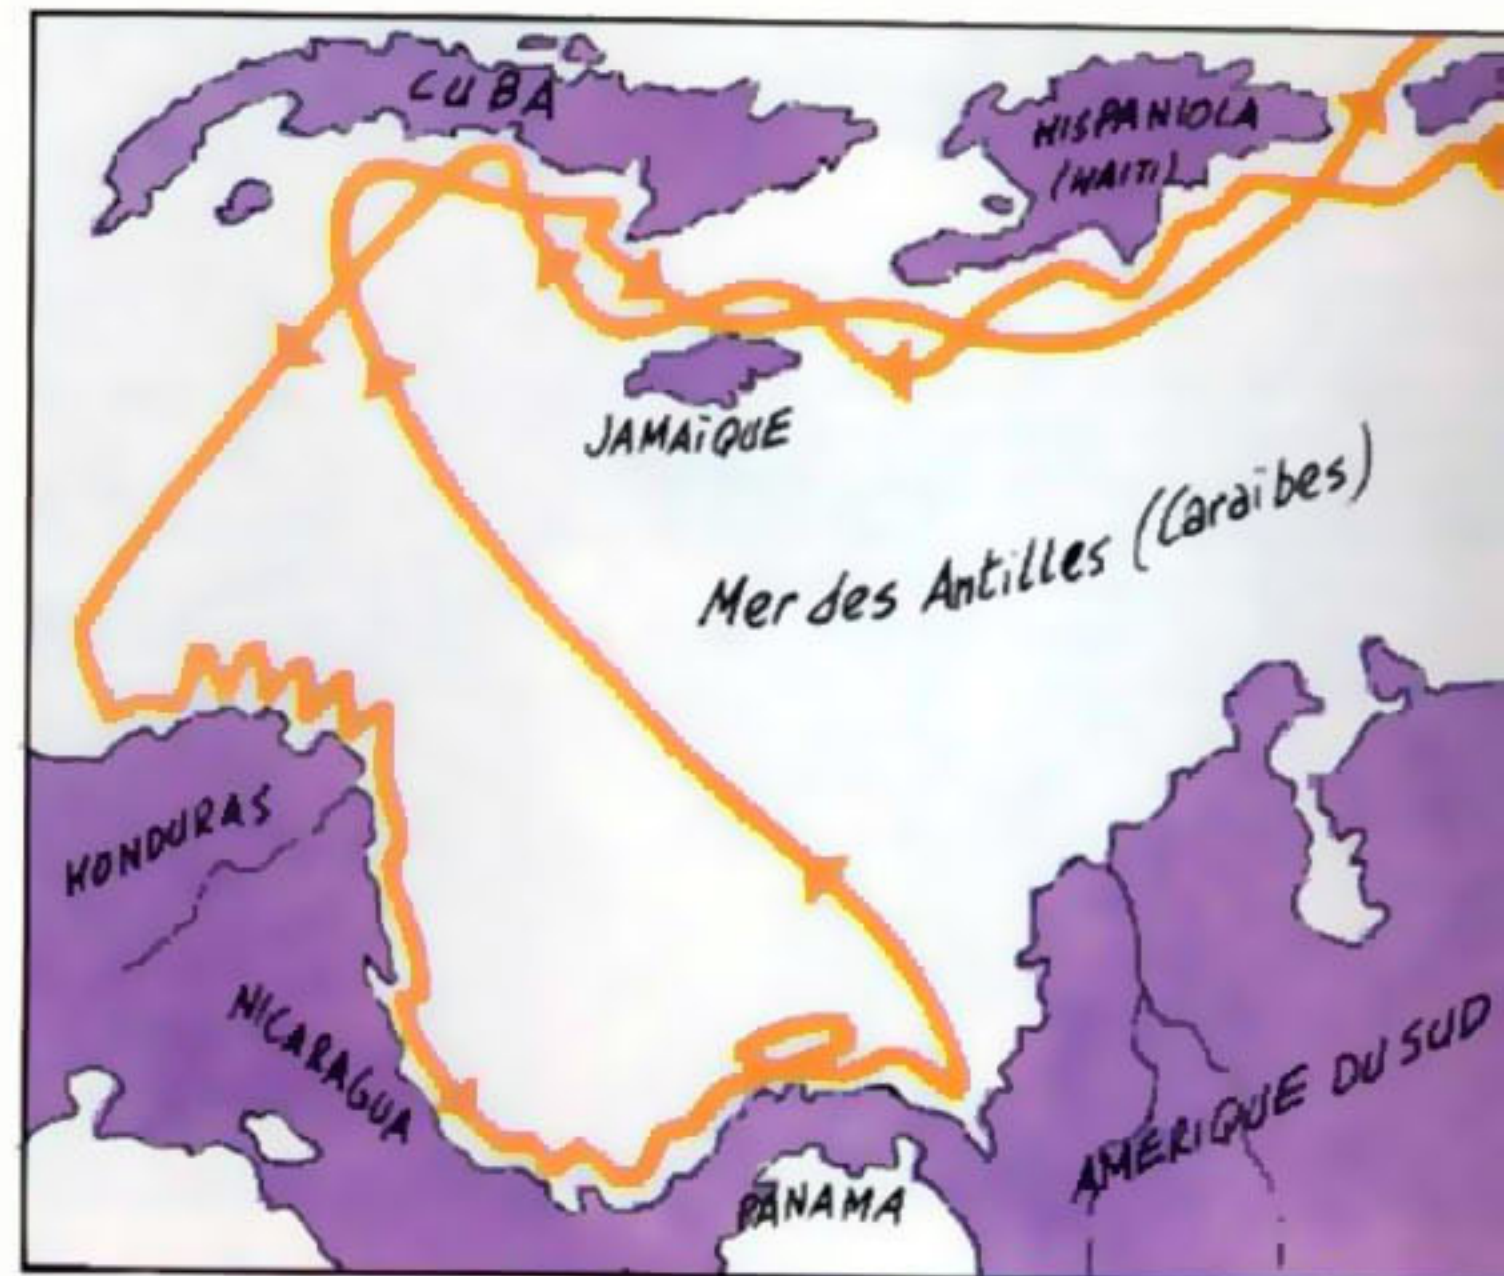 CUBA
HISPANIOLA
(HAITI)
JAMAÏQUE
Mer des Antilles (Caraïbes)
HONDURAS
NICARAGUA
PANAMA
AMÉRIQUE DU SUD